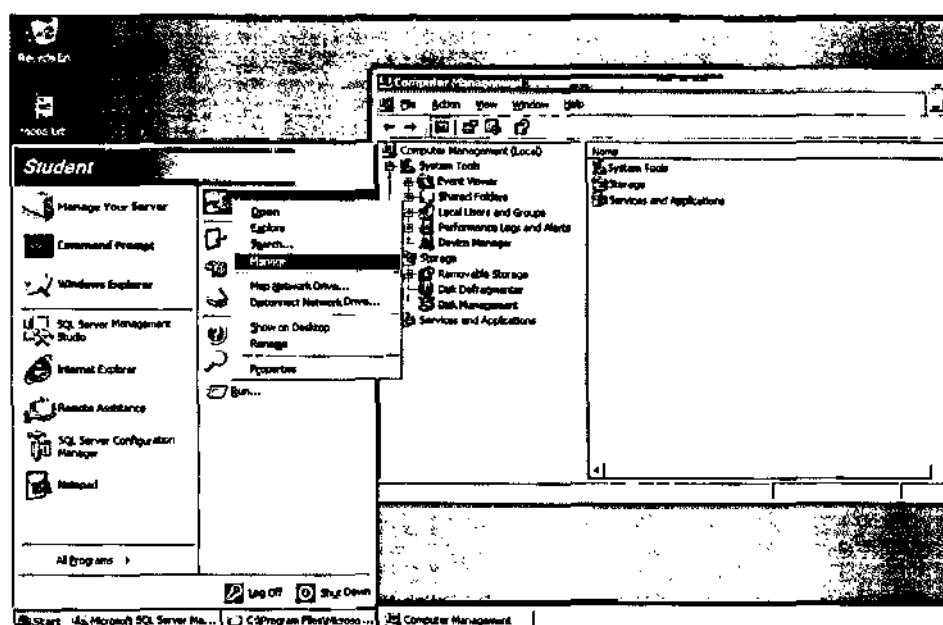 Recycle Bin
Student
Manage Your Server
Command Prompt
Windows Explorer
SQL Server Management
Studio
Internet Explorer
Remote Assistance
SQL Server Configuration
Manager
Notepad
All Programs
Open
Explore
Search...
Manage
Map Network Drive...
Disconnect Network Drive...
Show on Desktop
Rename
Properties
Run...
Log Off
Shut Down
Computer Management
File Action View Window Help
Computer Management (Local)
System Tools
Event Viewer
Shared Folders
Local Users and Groups
Performance Logs and Alerts
Device Manager
Storage
Removable Storage
Disk Defragmenter
Disk Management
Services and Applications
Name
System Tools
Storage
Services and Applications
Start
Microsoft SQL Server Ma...
C:\Program Files\Microso...
Computer Management